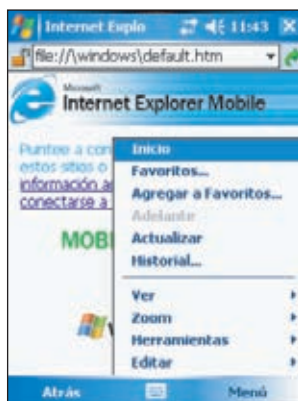 Internet Explo 11:43
file://\windows\default.htm
Microsoft
Internet Explorer Mobile
Puntee a con
estos sitios o
información a
conectarse a
MOBI
Inicio
Favoritos...
Agregar a Favoritos...
Adelante
Actualizar
Historial...
Ver
Zoom
Herramientas
Editar
Atrás Menú